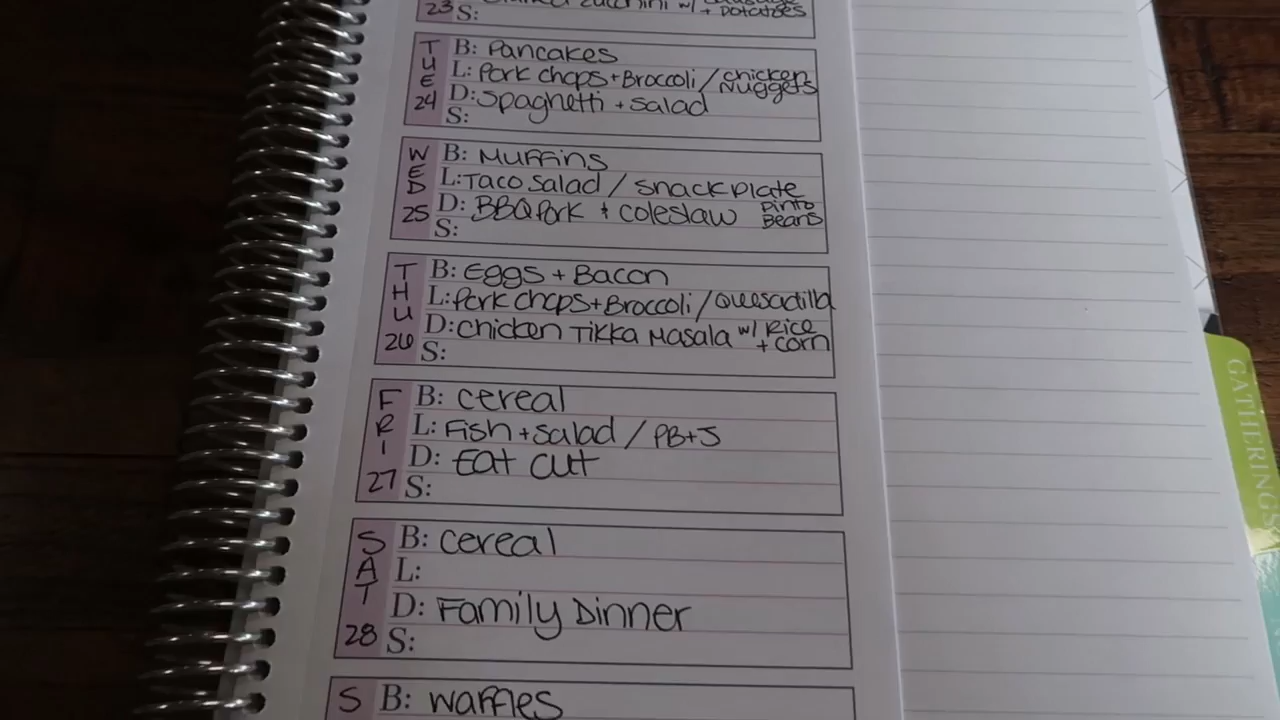 23 S: zucchini w/ + potatoes
TUE 24
B: Pancakes
L: Pork chops + Broccoli / chicken Nuggets
D: Spaghetti + salad
S:
WED 25
B: Muffins
L: Taco Salad / snack plate
D: BBQ Pork + coleslaw Pinto Beans
S:
THU 26
B: Eggs + Bacon
L: Pork chops + Broccoli / Quesadilla
D: chicken Tikka Masala w/ Rice + corn
S:
FRI 27
B: cereal
L: Fish + salad / PB+J
D: Eat out
S:
SAT 28
B: cereal
L:
D: Family Dinner
S:
S
B: waffles
GATHERINGS